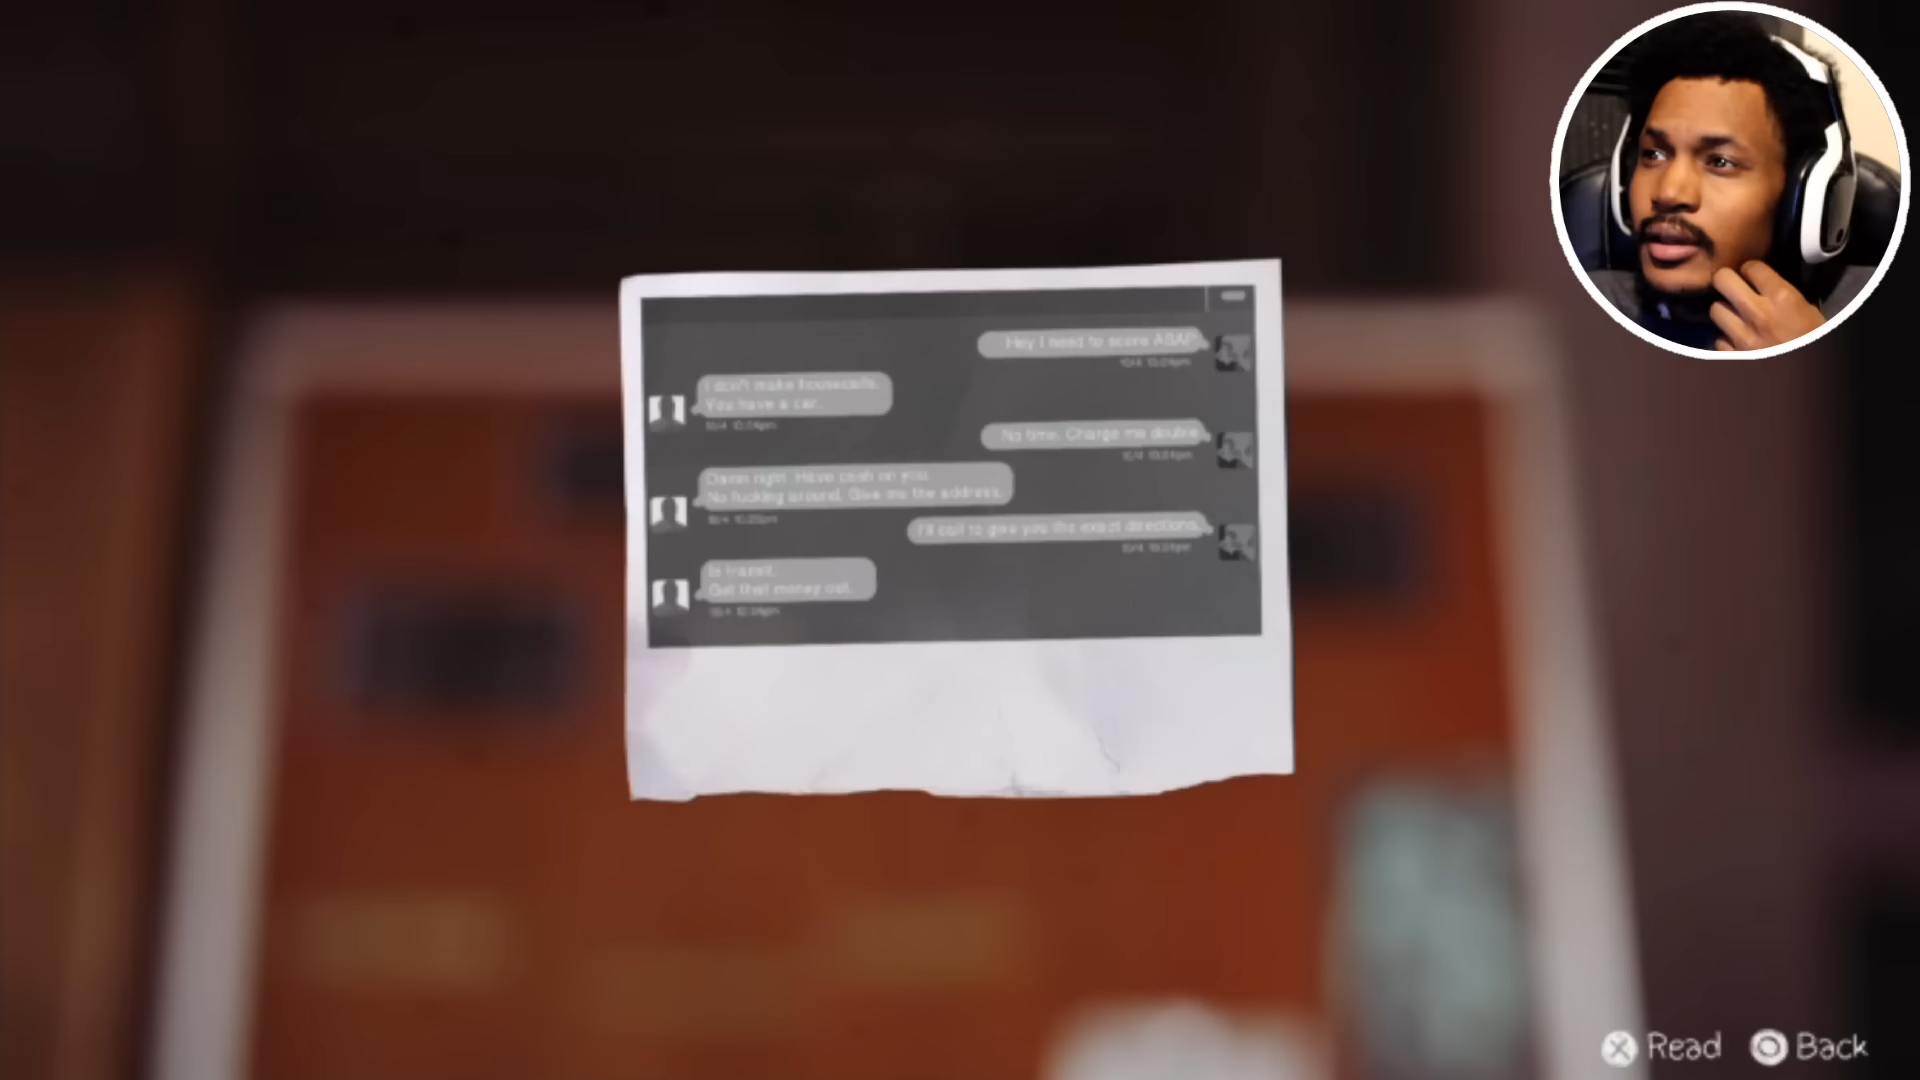 Hey I need to score ASAP
I don't make housecalls.
You have a car.
No time. Charge me double
Damn right. Have cash on you.
No fucking around. Give me the address.
I'll call to give you the exact directions.
In transit.
Get that money out.
Read
Back